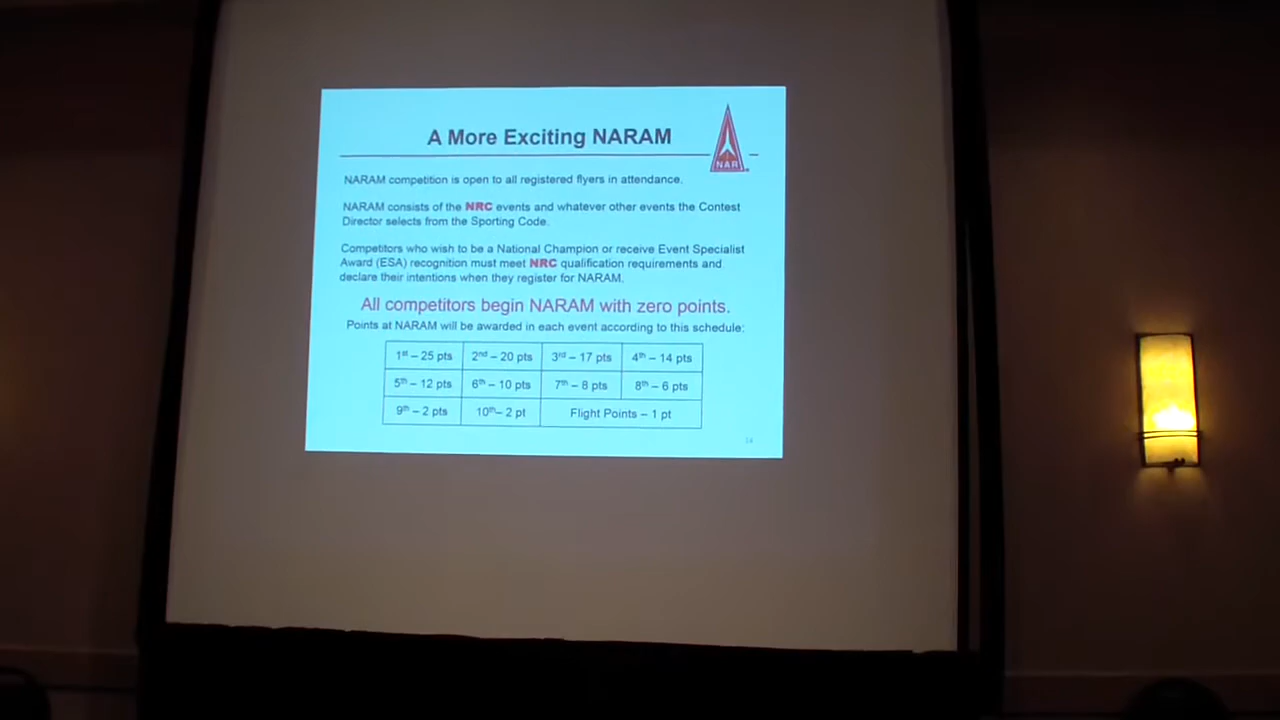 A More Exciting NARAM
NAR
NARAM competition is open to all registered flyers in attendance.
NARAM consists of the NRC events and whatever other events the Contest
Director selects from the Sporting Code.
Competitors who wish to be a National Champion or receive Event Specialist
Award (ESA) recognition must meet NRC qualification requirements and
declare their intentions when they register for NARAM.
All competitors begin NARAM with zero points.
Points at NARAM will be awarded in each event according to this schedule:
1st – 25 pts 2nd – 20 pts 3rd – 17 pts 4th – 14 pts
5th – 12 pts 6th – 10 pts 7th – 8 pts 8th – 6 pts
9th – 2 pts 10th– 2 pt Flight Points – 1 pt